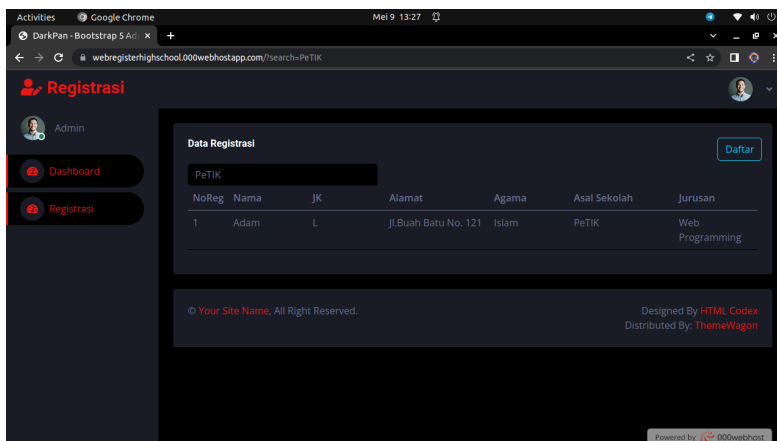 Activities Google Chrome Mei 9 13:27
DarkPan - Bootstrap 5 Ad
webregisterhighschool.000webhostapp.com/?search=PeTIK
Registrasi
Admin
Dashboard
Registrasi
Data Registrasi
Daftar
PeTIK
NoReg Nama JK Alamat Agama Asal Sekolah Jurusan
1 Adam L Jl.Buah Batu No. 121 Islam PeTIK Web
Programming
© Your Site Name, All Right Reserved.
Designed By HTML Codex
Distributed By: ThemeWagon
Powered by 000webhost